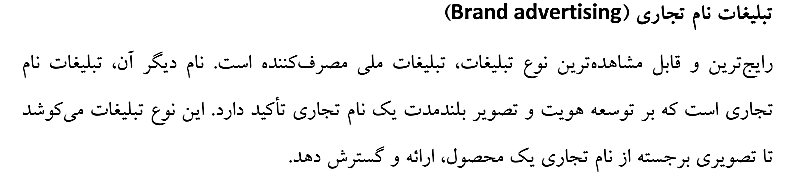 تبلیغات نام تجاری (Brand advertising)
رایج‌ترین و قابل مشاهده‌ترین نوع تبلیغات، تبلیغات ملی مصرف‌کننده است. نام دیگر آن، تبلیغات نام
تجاری است که بر توسعه هویت و تصویر بلندمدت یک نام تجاری تأکید دارد. این نوع تبلیغات می‌کوشد
تا تصویری برجسته از نام تجاری یک محصول، ارائه و گسترش دهد.